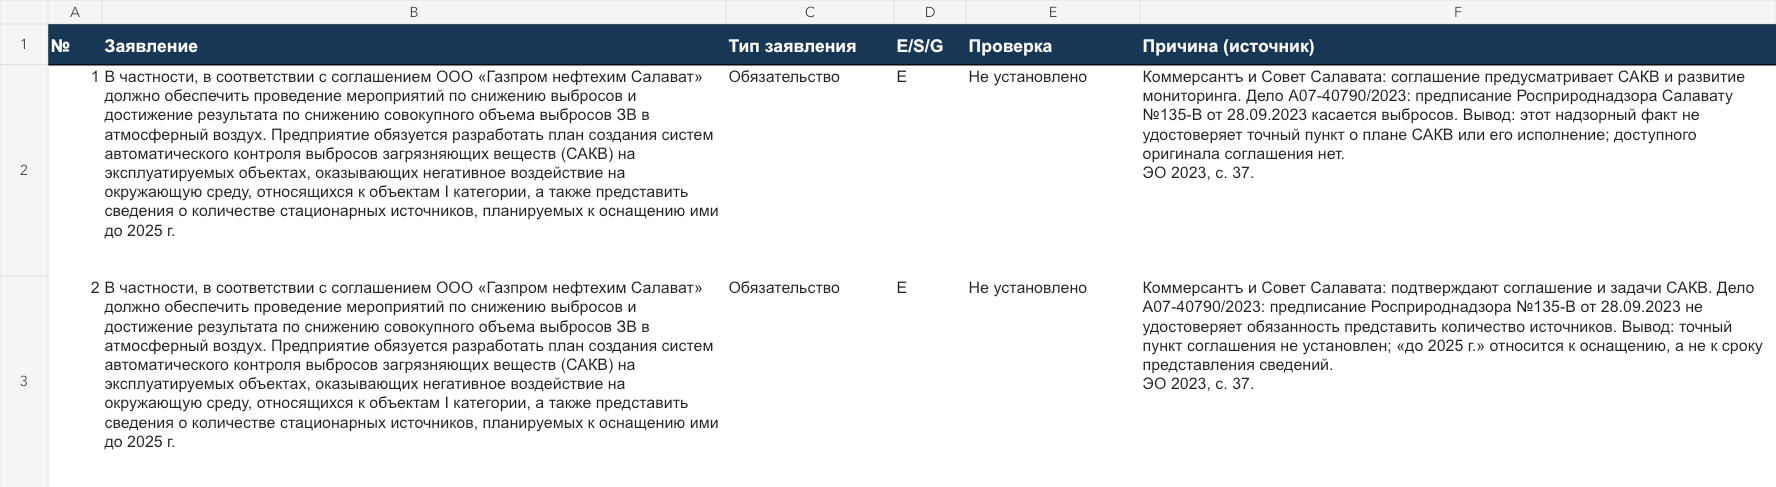 A B C D E F
1 № Заявление Тип заявления E/S/G Проверка Причина (источник)
2
1 В частности, в соответствии с соглашением ООО «Газпром нефтехим Салават»
должно обеспечить проведение мероприятий по снижению выбросов и
достижение результата по снижению совокупного объема выбросов ЗВ в
атмосферный воздух. Предприятие обязуется разработать план создания систем
автоматического контроля выбросов загрязняющих веществ (САКВ) на
эксплуатируемых объектах, оказывающих негативное воздействие на
окружающую среду, относящихся к объектам I категории, а также представить
сведения о количестве стационарных источников, планируемых к оснащению ими
до 2025 г.
Обязательство
E
Не установлено
Коммерсантъ и Совет Салавата: соглашение предусматривает САКВ и развитие
мониторинга. Дело А07-40790/2023: предписание Росприроднадзора Салавату
№135-В от 28.09.2023 касается выбросов. Вывод: этот надзорный факт не
удостоверяет точный пункт о плане САКВ или его исполнение; доступного
оригинала соглашения нет.
ЭО 2023, с. 37.
3
2 В частности, в соответствии с соглашением ООО «Газпром нефтехим Салават»
должно обеспечить проведение мероприятий по снижению выбросов и
достижение результата по снижению совокупного объема выбросов ЗВ в
атмосферный воздух. Предприятие обязуется разработать план создания систем
автоматического контроля выбросов загрязняющих веществ (САКВ) на
эксплуатируемых объектах, оказывающих негативное воздействие на
окружающую среду, относящихся к объектам I категории, а также представить
сведения о количестве стационарных источников, планируемых к оснащению ими
до 2025 г.
Обязательство
E
Не установлено
Коммерсантъ и Совет Салавата: подтверждают соглашение и задачи САКВ. Дело
А07-40790/2023: предписание Росприроднадзора №135-В от 28.09.2023 не
удостоверяет обязанность представить количество источников. Вывод: точный
пункт соглашения не установлен; «до 2025 г.» относится к оснащению, а не к сроку
представления сведений.
ЭО 2023, с. 37.